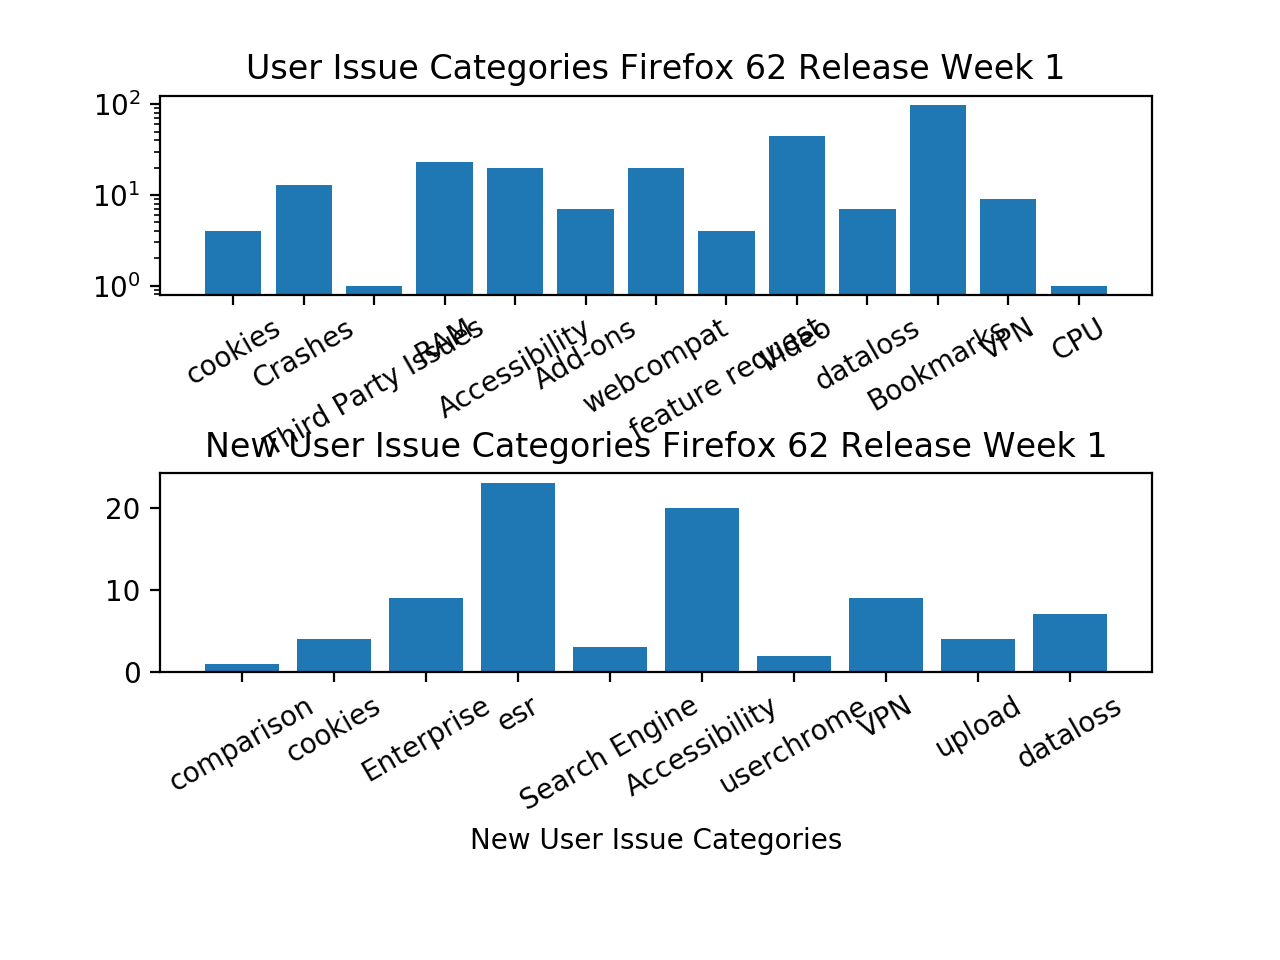 User Issue Categories Firefox 62 Release Week 1
10²
10¹
10⁰
cookies
Crashes
Third Party Issues
RAM
Accessibility
Add-ons
webcompat
feature request
Video
dataloss
Bookmarks
VPN
CPU
New User Issue Categories Firefox 62 Release Week 1
20
10
0
comparison
cookies
Enterprise
esr
Search Engine
Accessibility
userchrome
VPN
upload
dataloss
New User Issue Categories